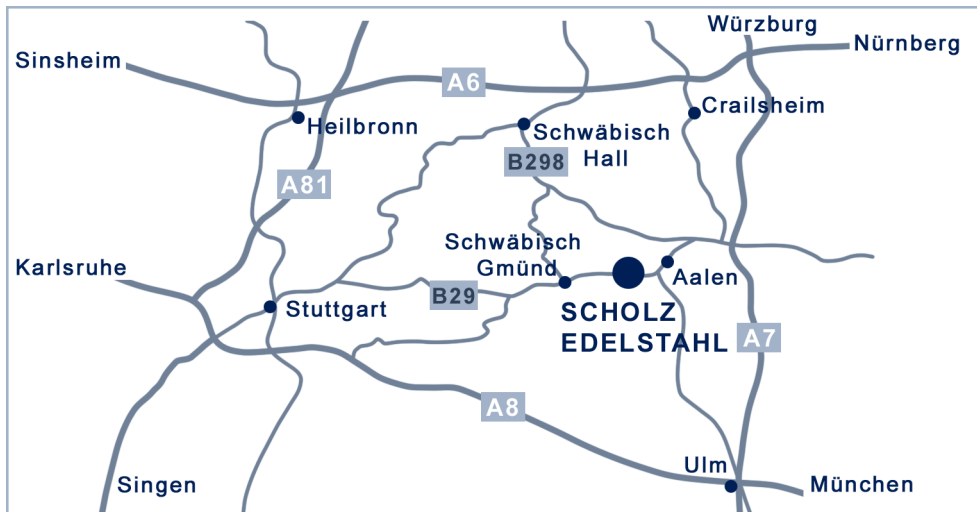 Würzburg
Nürnberg
Sinsheim
A6
Crailsheim
Heilbronn
Schwäbisch
Hall
B298
A81
Schwäbisch
Gmünd
Karlsruhe
Aalen
B29
Stuttgart
SCHOLZ
EDELSTAHL
A7
A8
Ulm
Singen
München